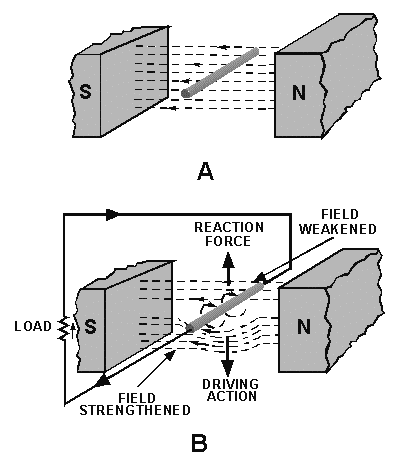 S
N
A
REACTION
FORCE
FIELD
WEAKENED
LOAD
S
N
DRIVING
ACTION
FIELD
STRENGTHENED
B